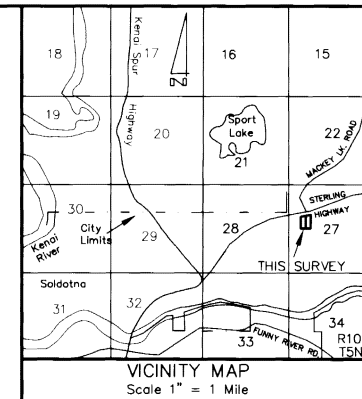 18 17 16 15
Kenai Spur
Highway
N
19 20 Sport
Lake
21 22
MACKEY LK. ROAD
30 City
Limits
29 28 27
STERLING
HIGHWAY
Kenai
River
THIS SURVEY
Soldotna
31 32 33 34
FUNNY RIVER RD.
R10
T5N
VICINITY MAP
Scale 1" = 1 Mile